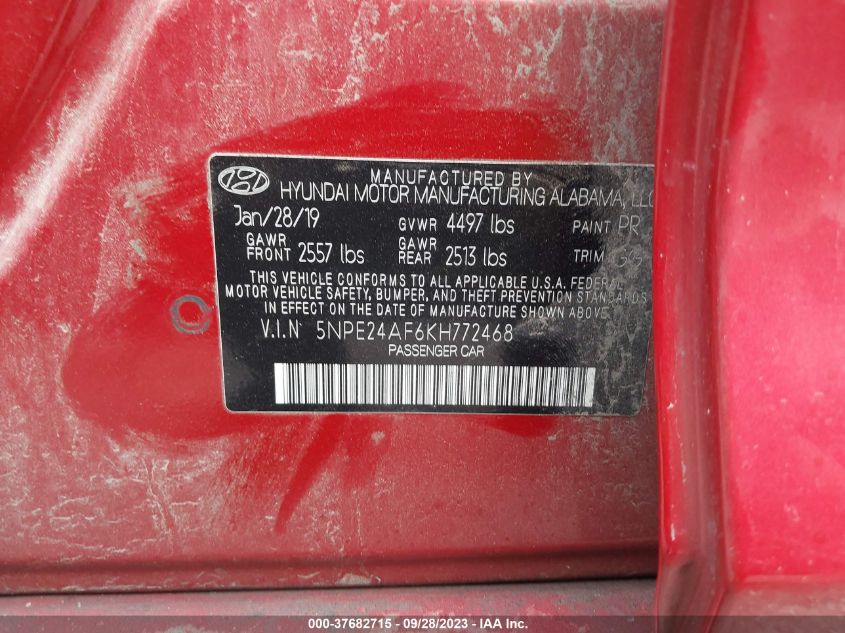 MANUFACTURED BY
HYUNDAI MOTOR MANUFACTURING ALABAMA, LLC
Jan/28/19 GVWR 4497 lbs PAINT PR
GAWR FRONT 2557 lbs GAWR REAR 2513 lbs TRIM
THIS VEHICLE CONFORMS TO ALL APPLICABLE U.S.A. FEDERAL
MOTOR VEHICLE SAFETY, BUMPER, AND THEFT PREVENTION STANDARDS
IN EFFECT ON THE DATE OF MANUFACTURE SHOWN ABOVE.
V.I.N 5NPE24AF6KH772468
PASSENGER CAR
000-37682715 - 09/28/2023 - © IAA, Inc.